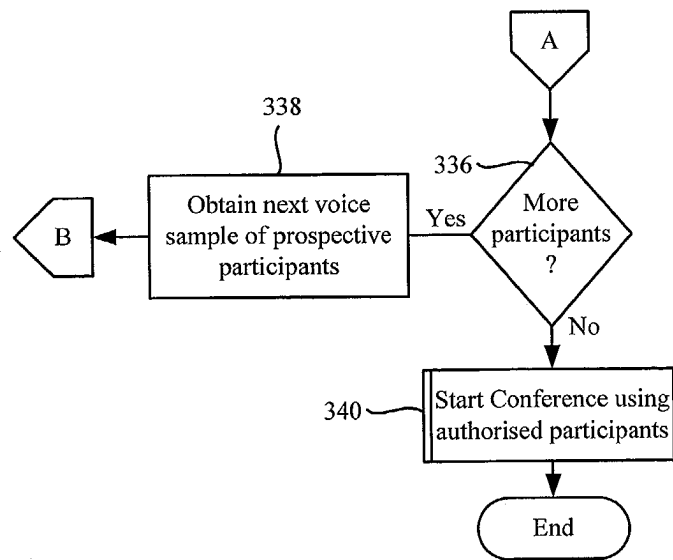 A
338
336
Obtain next voice
sample of prospective
participants
B
Yes
More
participants
?
No
340
Start Conference using
authorised participants
End